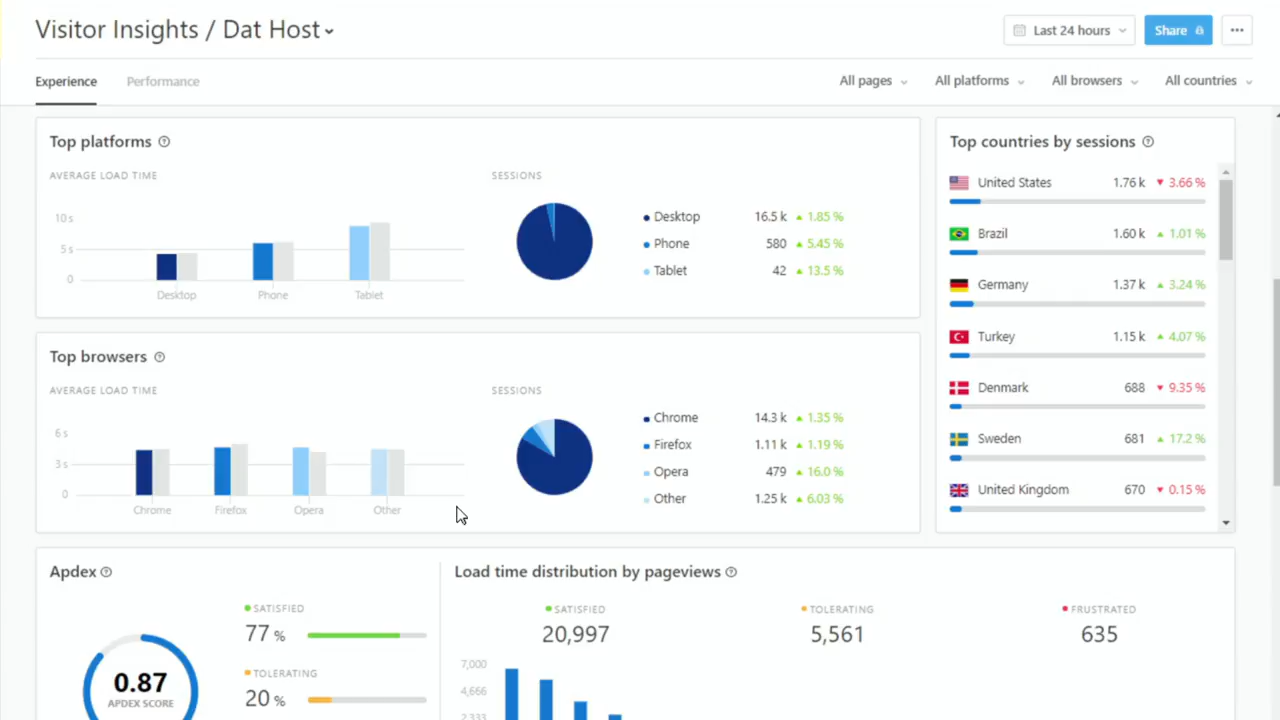 Visitor Insights / Dat Host
Last 24 hours
Share
Experience
Performance
All pages
All platforms
All browsers
All countries
Top platforms
AVERAGE LOAD TIME
10 s
5 s
0
Desktop
Phone
Tablet
SESSIONS
Desktop 16.5 k 1.85 %
Phone 580 5.45 %
Tablet 42 13.5 %
Top countries by sessions
United States 1.76 k 3.66 %
Brazil 1.60 k 1.01 %
Germany 1.37 k 3.24 %
Turkey 1.15 k 4.07 %
Denmark 688 9.35 %
Sweden 681 17.2 %
United Kingdom 670 0.15 %
Top browsers
AVERAGE LOAD TIME
6 s
3 s
0
Chrome
Firefox
Opera
Other
SESSIONS
Chrome 14.3 k 1.35 %
Firefox 1.11 k 1.19 %
Opera 479 16.0 %
Other 1.25 k 6.03 %
Apdex
0.87
APDEX SCORE
SATISFIED
77 %
TOLERATING
20 %
Load time distribution by pageviews
SATISFIED
20,997
TOLERATING
5,561
FRUSTRATED
635
7,000
4,666
2,333